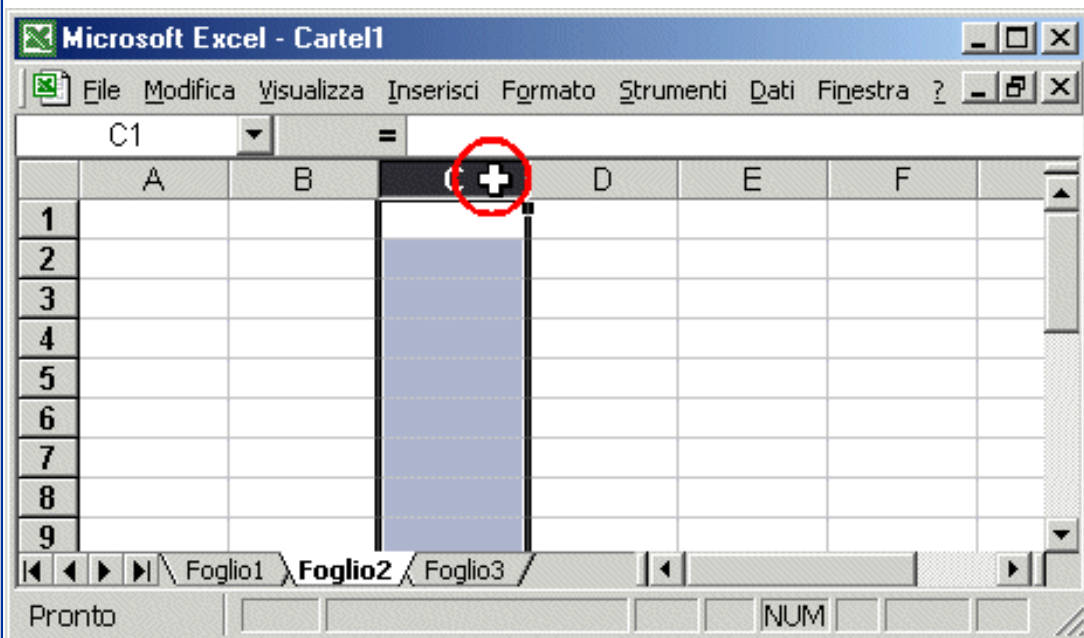 Microsoft Excel - Cartel1
File Modifica Visualizza Inserisci Formato Strumenti Dati Finestra ?
C1 =
A B C D E F
1
2
3
4
5
6
7
8
9
Foglio1 Foglio2 Foglio3
Pronto NUM